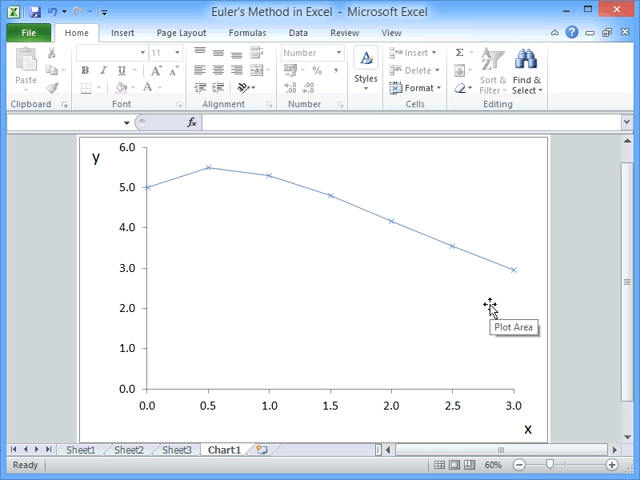 Euler's Method in Excel - Microsoft Excel
File Home Insert Page Layout Formulas Data Review View
Paste
Clipboard
11
B I U A A
Font
Alignment
Number
$ % ,
Number
A
Styles
Insert
Delete
Format
Cells
Σ
Sort & Filter
Find & Select
Editing
fx
y
6.0
5.0
4.0
3.0
2.0
1.0
0.0
Plot Area
0.0 0.5 1.0 1.5 2.0 2.5 3.0
x
Sheet1 Sheet2 Sheet3 Chart1
Ready
60%